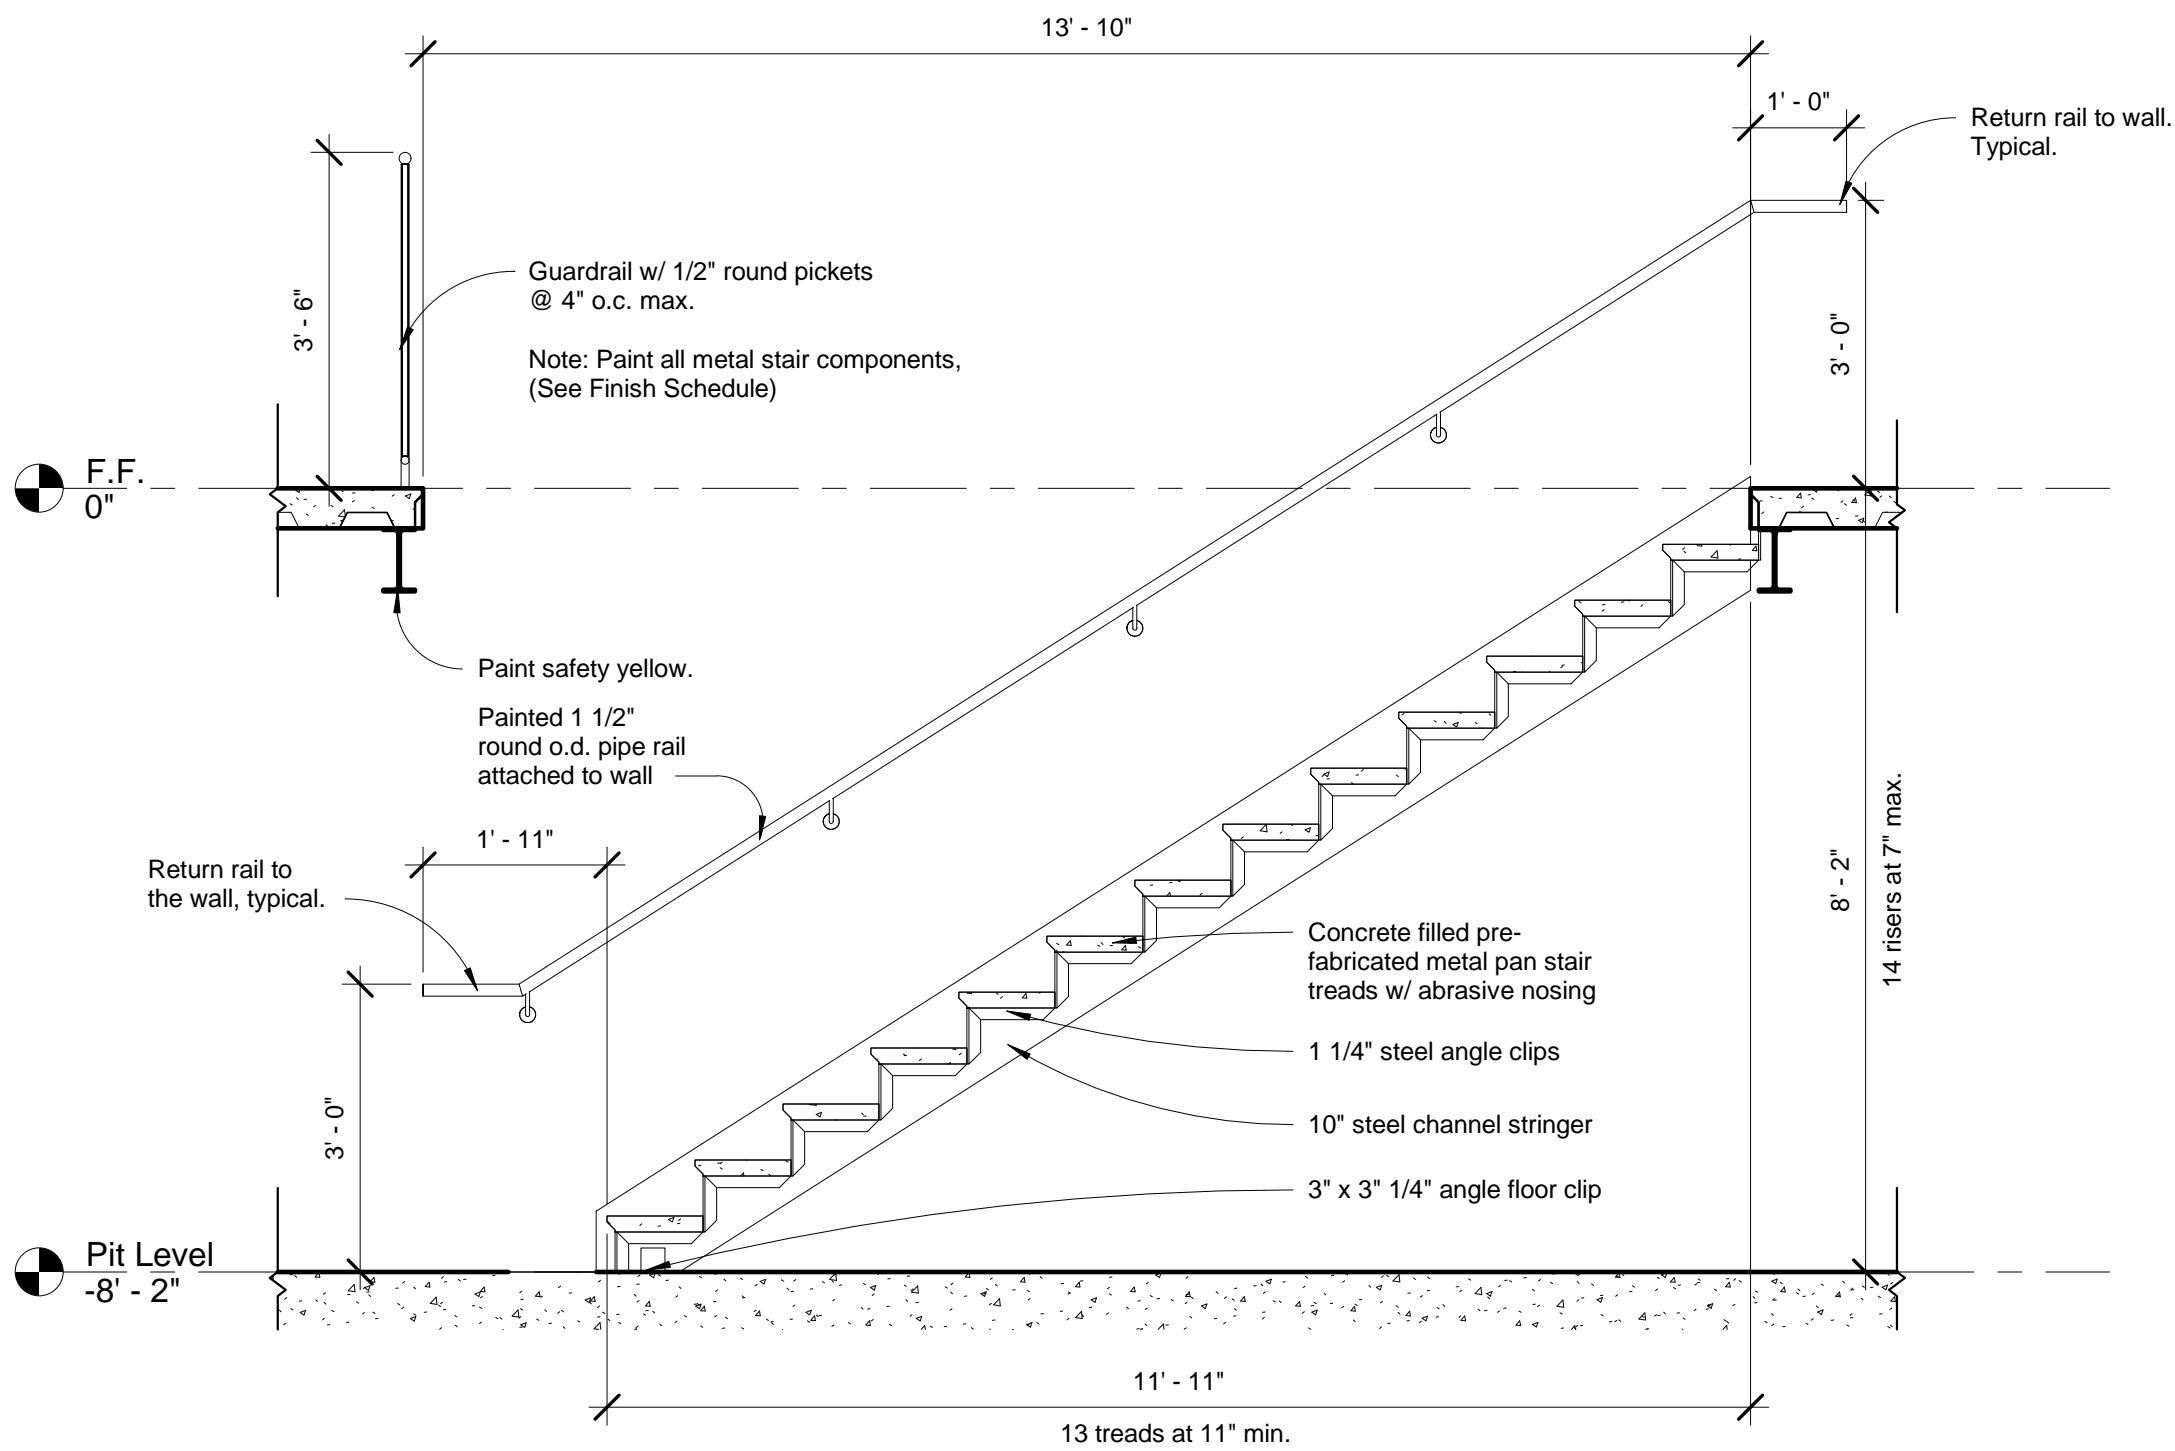 13' - 10"
1' - 0"
Return rail to wall.
Typical.
3' - 6"
Guardrail w/ 1/2" round pickets
@ 4" o.c. max.
Note: Paint all metal stair components,
(See Finish Schedule)
3' - 0"
F.F.
0"
Paint safety yellow.
Painted 1 1/2"
round o.d. pipe rail
attached to wall
1' - 11"
Return rail to
the wall, typical.
8' - 2"
14 risers at 7" max.
Concrete filled pre-
fabricated metal pan stair
treads w/ abrasive nosing
1 1/4" steel angle clips
3' - 0"
10" steel channel stringer
3" x 3" 1/4" angle floor clip
Pit Level
-8' - 2"
11' - 11"
13 treads at 11" min.